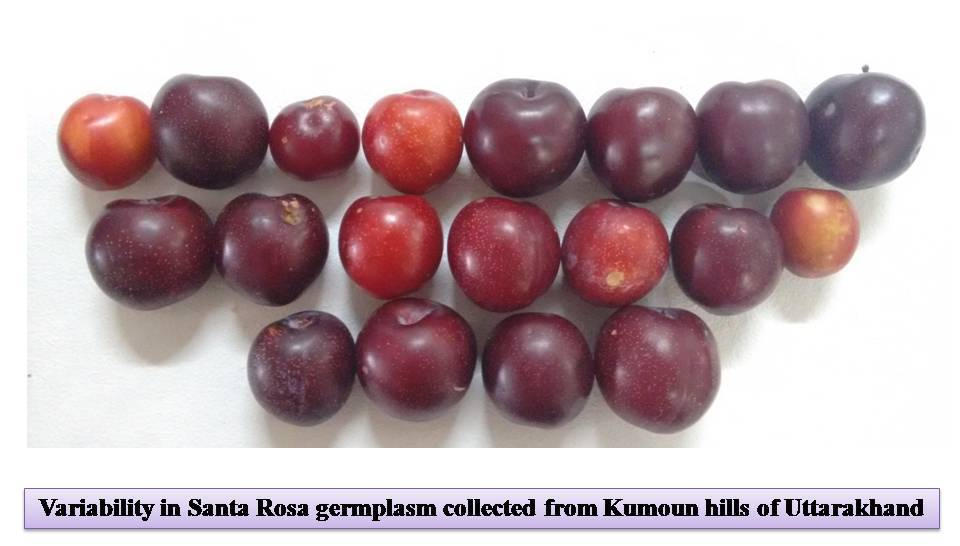 Variability in Santa Rosa germplasm collected from Kumoun hills of Uttarakhand